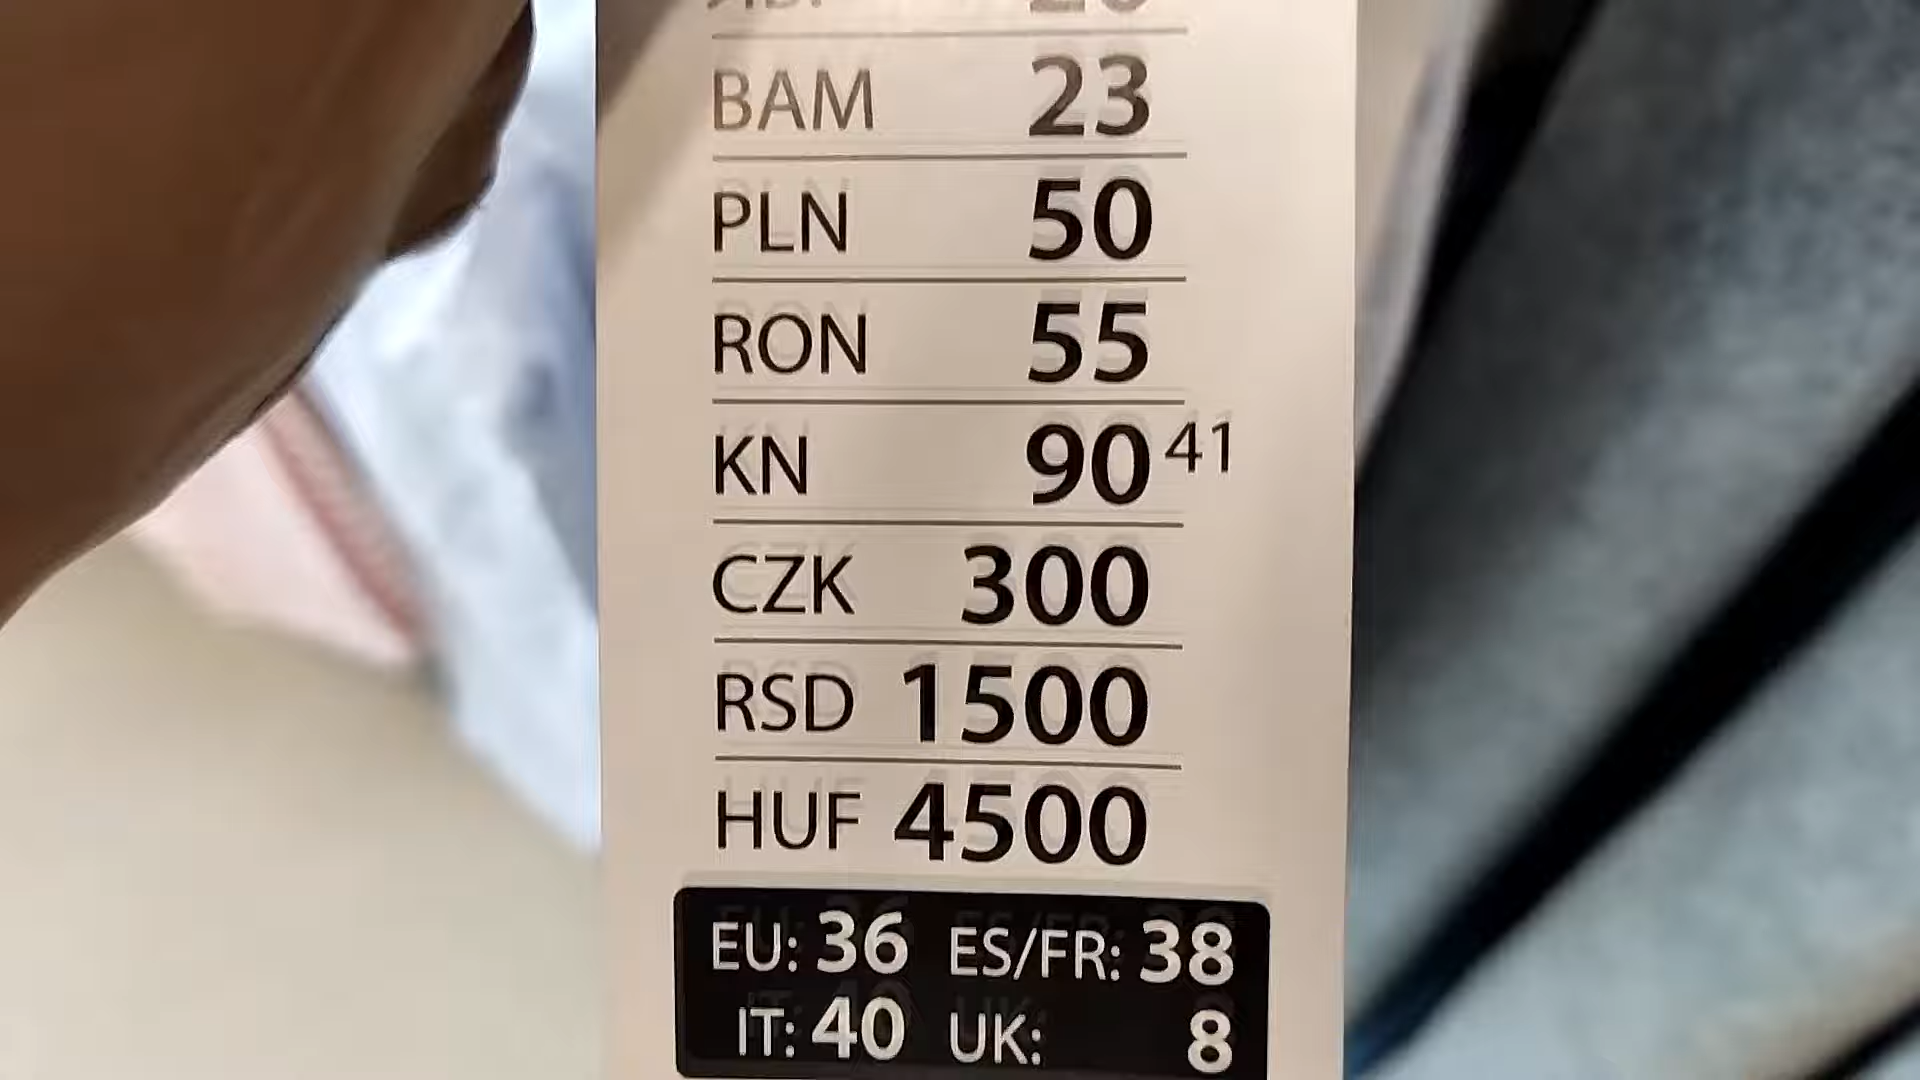 BAM 23
PLN 50
RON 55
KN 90 41
CZK 300
RSD 1500
HUF 4500
EU: 36 ES/FR: 38
IT: 40 UK: 8